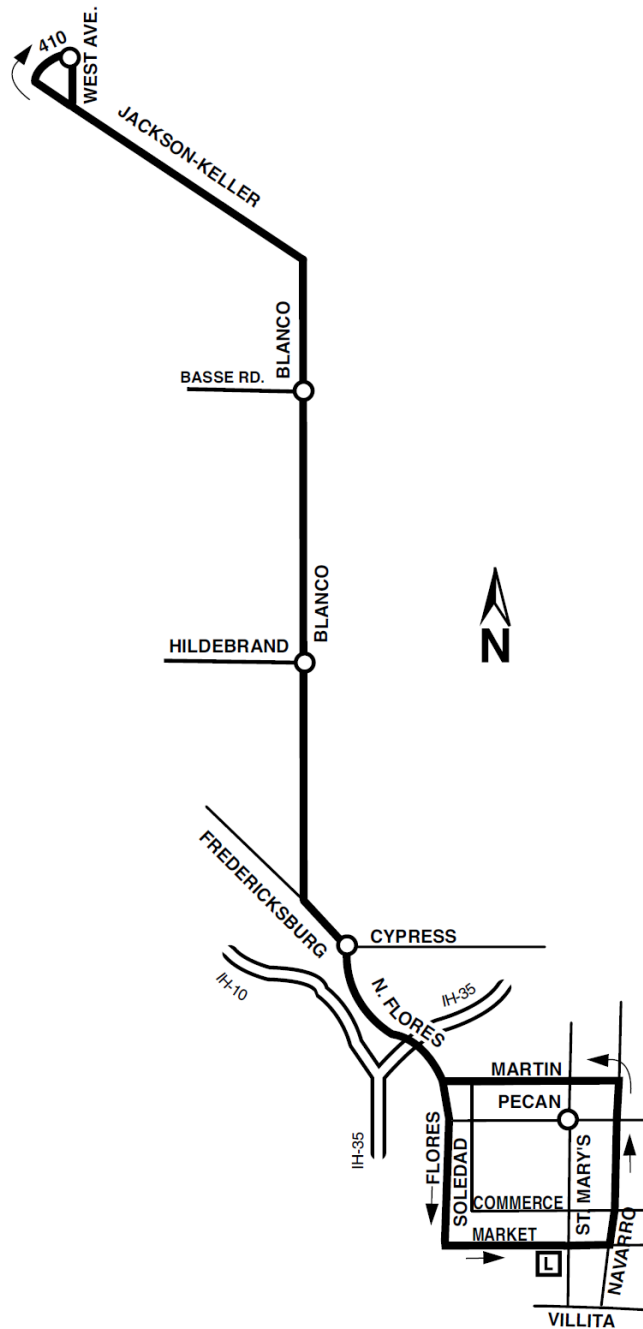 410
WEST AVE.
JACKSON-KELLER
BLANCO
BASSE RD.
BLANCO
HILDEBRAND
N
FREDERICKSBURG
CYPRESS
IH-10
N. FLORES
IH-35
MARTIN
PECAN
IH-35
FLORES
SOLEDAD
ST. MARY'S
COMMERCE
MARKET
NAVARRO
L
VILLITA